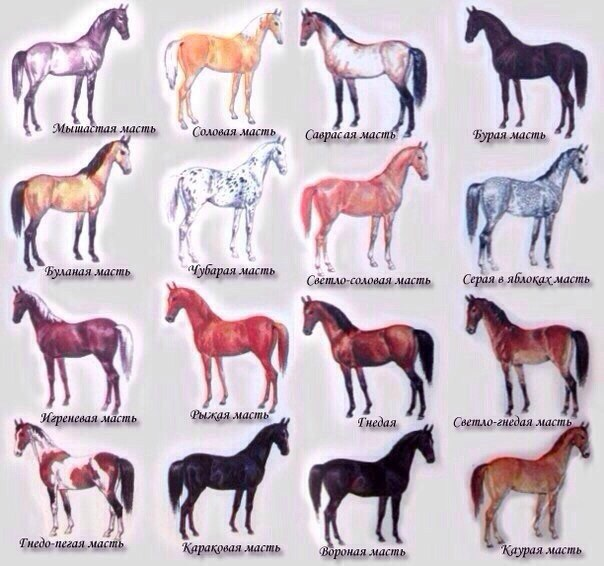 Мышастая масть
Соловая масть
Саврасая масть
Бурая масть
Буланая масть
Чубарая масть
Светло-соловая масть
Серая в яблоках масть
Игреневая масть
Рыжая масть
Гнедая
Светло-гнедая масть
Гнедо-пегая масть
Караковая масть
Вороная масть
Каурая масть